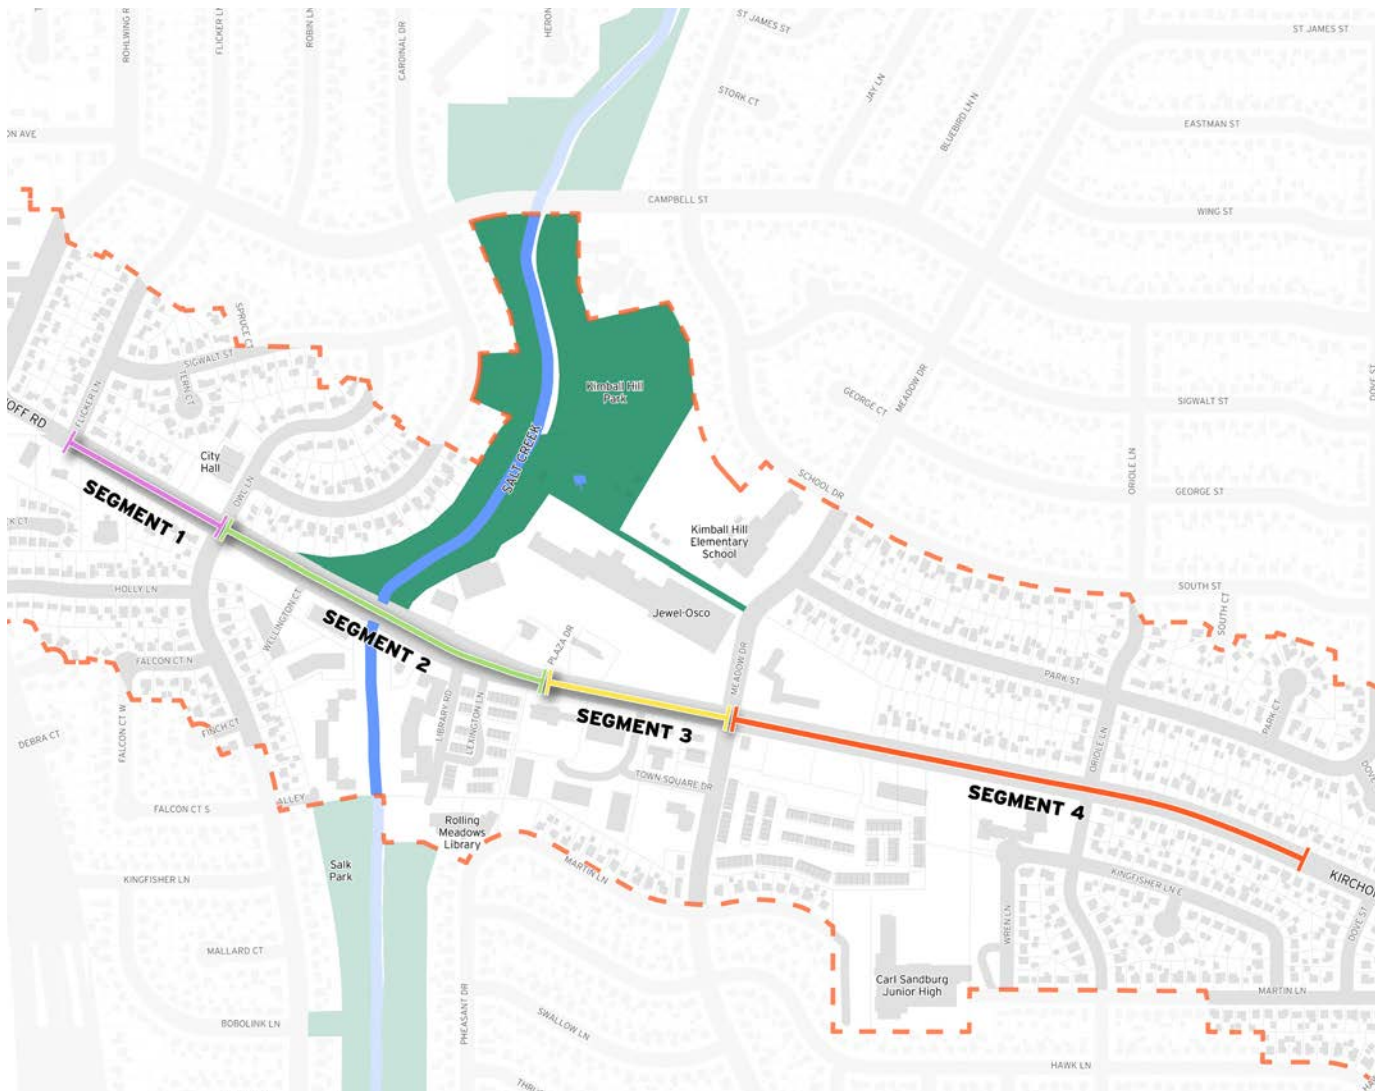 ST JAMES ST
ST JAMES ST
FLICKER LN
ROBIN LN
CARDINAL DR
HERON
STORK CT
JAY LN
BLUEBIRD LN N
EASTMAN ST
ON AVE
CAMPBELL ST
WING ST
SPRUCE CT
SIGWALT ST
TERN CT
FLICKER LN
Kimball Hill
Park
GEORGE CT
MEADOW DR
SIGWALT ST
DOVE ST
OFF RD
City
Hall
OWL LN
SALT CREEK
SCHOOL DR
ORIOLE LN
GEORGE ST
SEGMENT 1
K CT
Kimball Hill
Elementary
School
HOLLY LN
WELLINGTON CT
Jewel-Osco
SOUTH ST
SOUTH CT
SEGMENT 2
PLAZA DR
MEADOW DR
FALCON CT N
PARK ST
LIBRARY RD
LEXINGTON LN
SEGMENT 3
FALCON CT W
FINCH CT
DEBRA CT
PARK CT
ORIOLE LN
TOWN SQUARE DR
SEGMENT 4
ALLEY
FALCON CT S
Rolling
Meadows
Library
Salk
Park
MARTIN LN
KINGFISHER LN
KINGFISHER LN E
KIRCHO
DOVE ST
WREN LN
MALLARD CT
Carl Sandburg
Junior High
MARTIN LN
PHEASANT DR
BOBOLINK LN
SWALLOW LN
HAWK LN